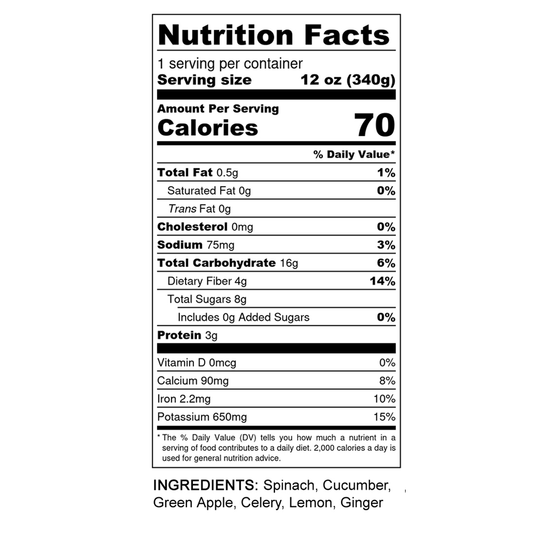 Nutrition Facts
1 serving per container
Serving size 12 oz (340g)
Amount Per Serving
Calories 70
% Daily Value*
Total Fat 0.5g 1%
Saturated Fat 0g 0%
Trans Fat 0g
Cholesterol 0mg 0%
Sodium 75mg 3%
Total Carbohydrate 16g 6%
Dietary Fiber 4g 14%
Total Sugars 8g
Includes 0g Added Sugars 0%
Protein 3g
Vitamin D 0mcg 0%
Calcium 90mg 8%
Iron 2.2mg 10%
Potassium 650mg 15%
* The % Daily Value (DV) tells you how much a nutrient in a
serving of food contributes to a daily diet. 2,000 calories a day is
used for general nutrition advice.
INGREDIENTS: Spinach, Cucumber,
Green Apple, Celery, Lemon, Ginger